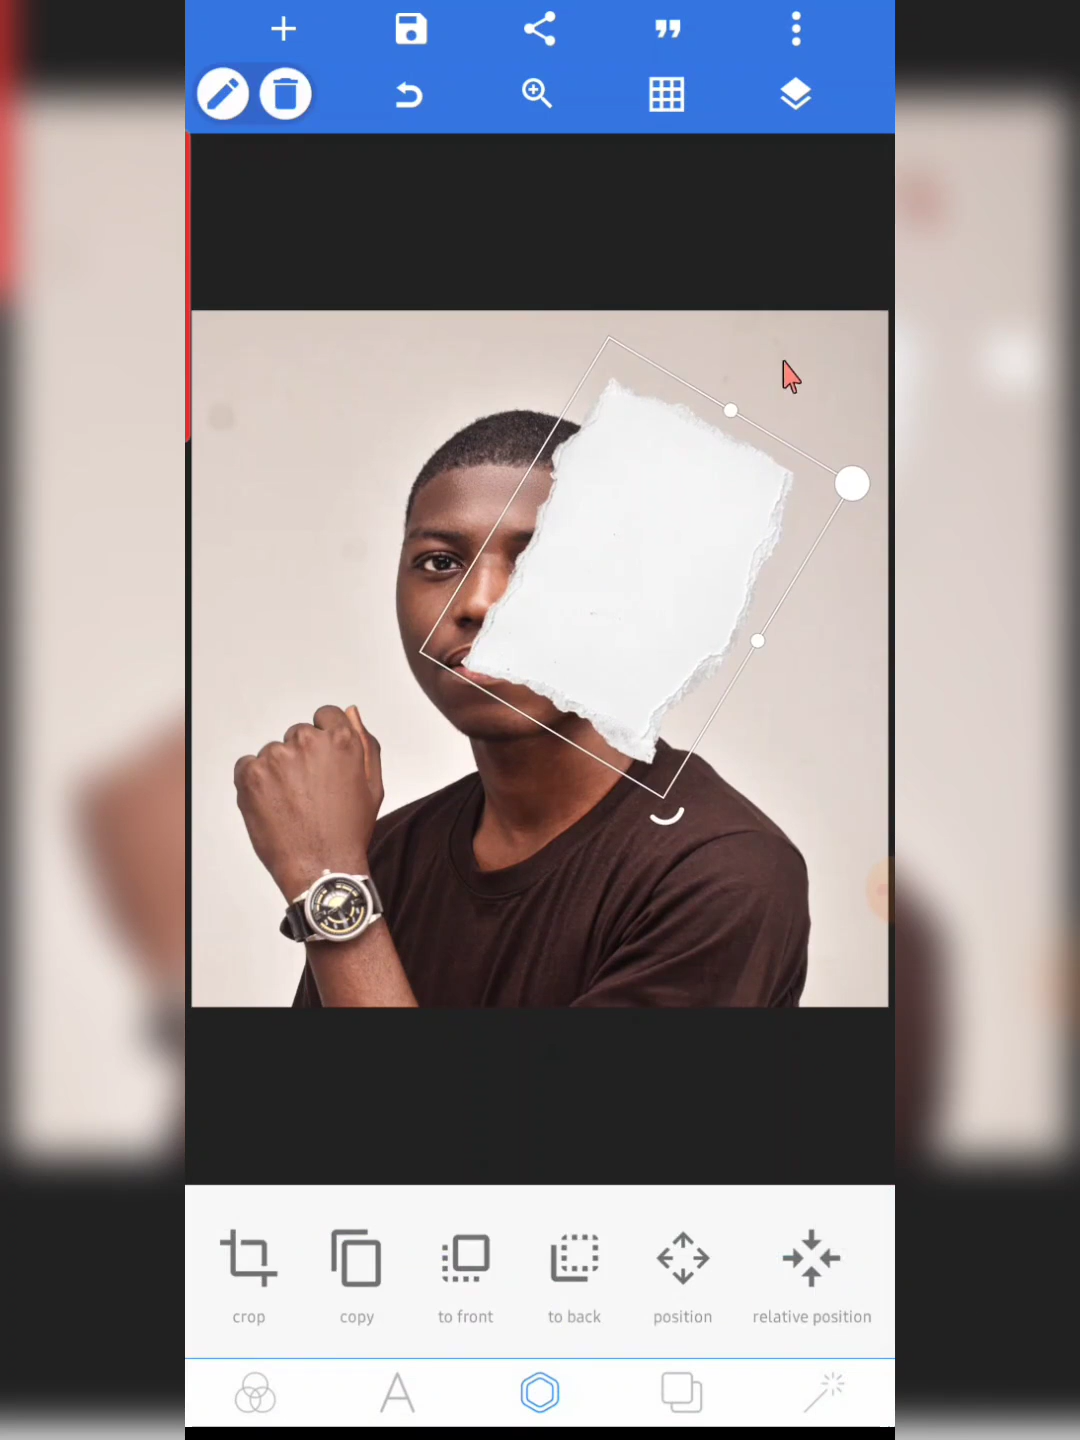 crop
copy
to front
to back
position
relative position